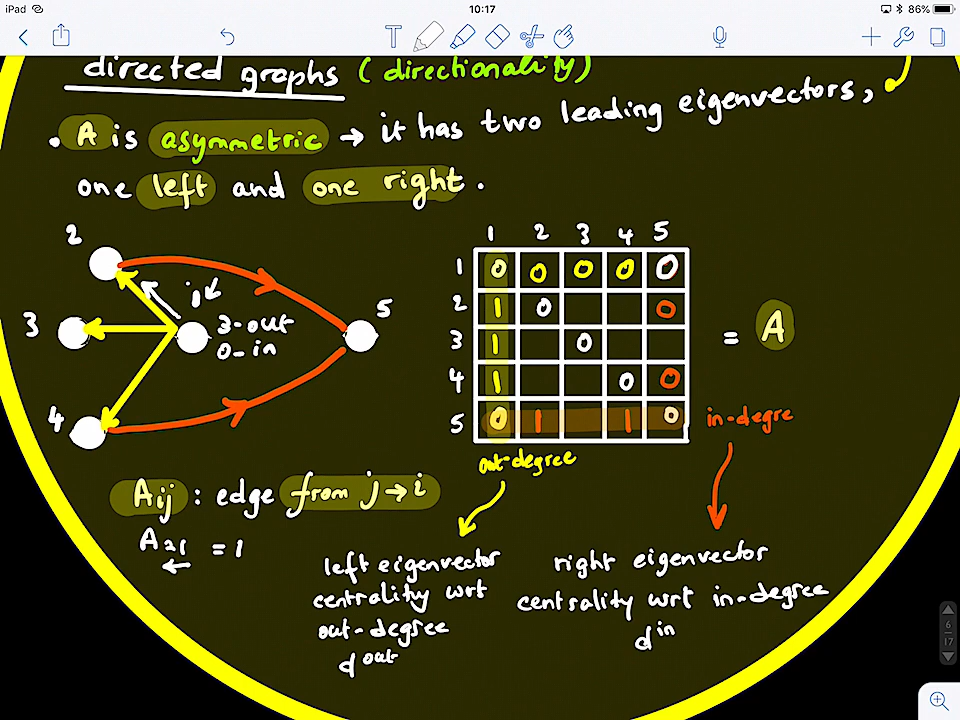 iPad 10:17 86%
T
directed graphs (directionality)
. A is asymmetric → it has two leading eigenvectors,
one left and one right.
2
3
4
5
3-out
0-in
1 2 3 4 5
1 0 0 0 0 0
2 1 0 0
3 1 0
4 1 0 0
5 0 1 1 0
= A
out-degree
in-degre
Aij : edge from j → i
A21 = 1
left eigenvector
centrality wrt
out-degree
d out
right eigenvector
centrality wrt in-degree
d in
6
17